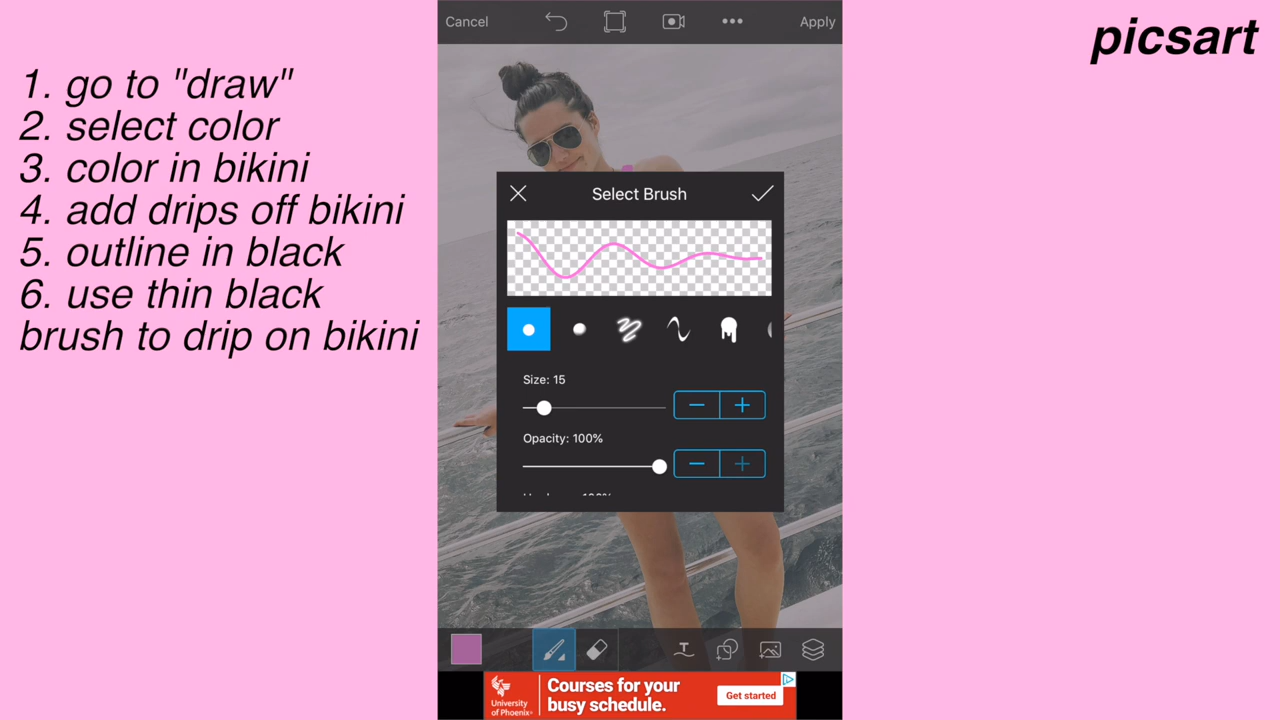 picsart
1. go to "draw"
2. select color
3. color in bikini
4. add drips off bikini
5. outline in black
6. use thin black
brush to drip on bikini
Cancel
Apply
Select Brush
Size: 15
Opacity: 100%
University of Phoenix
Courses for your
busy schedule.
Get started